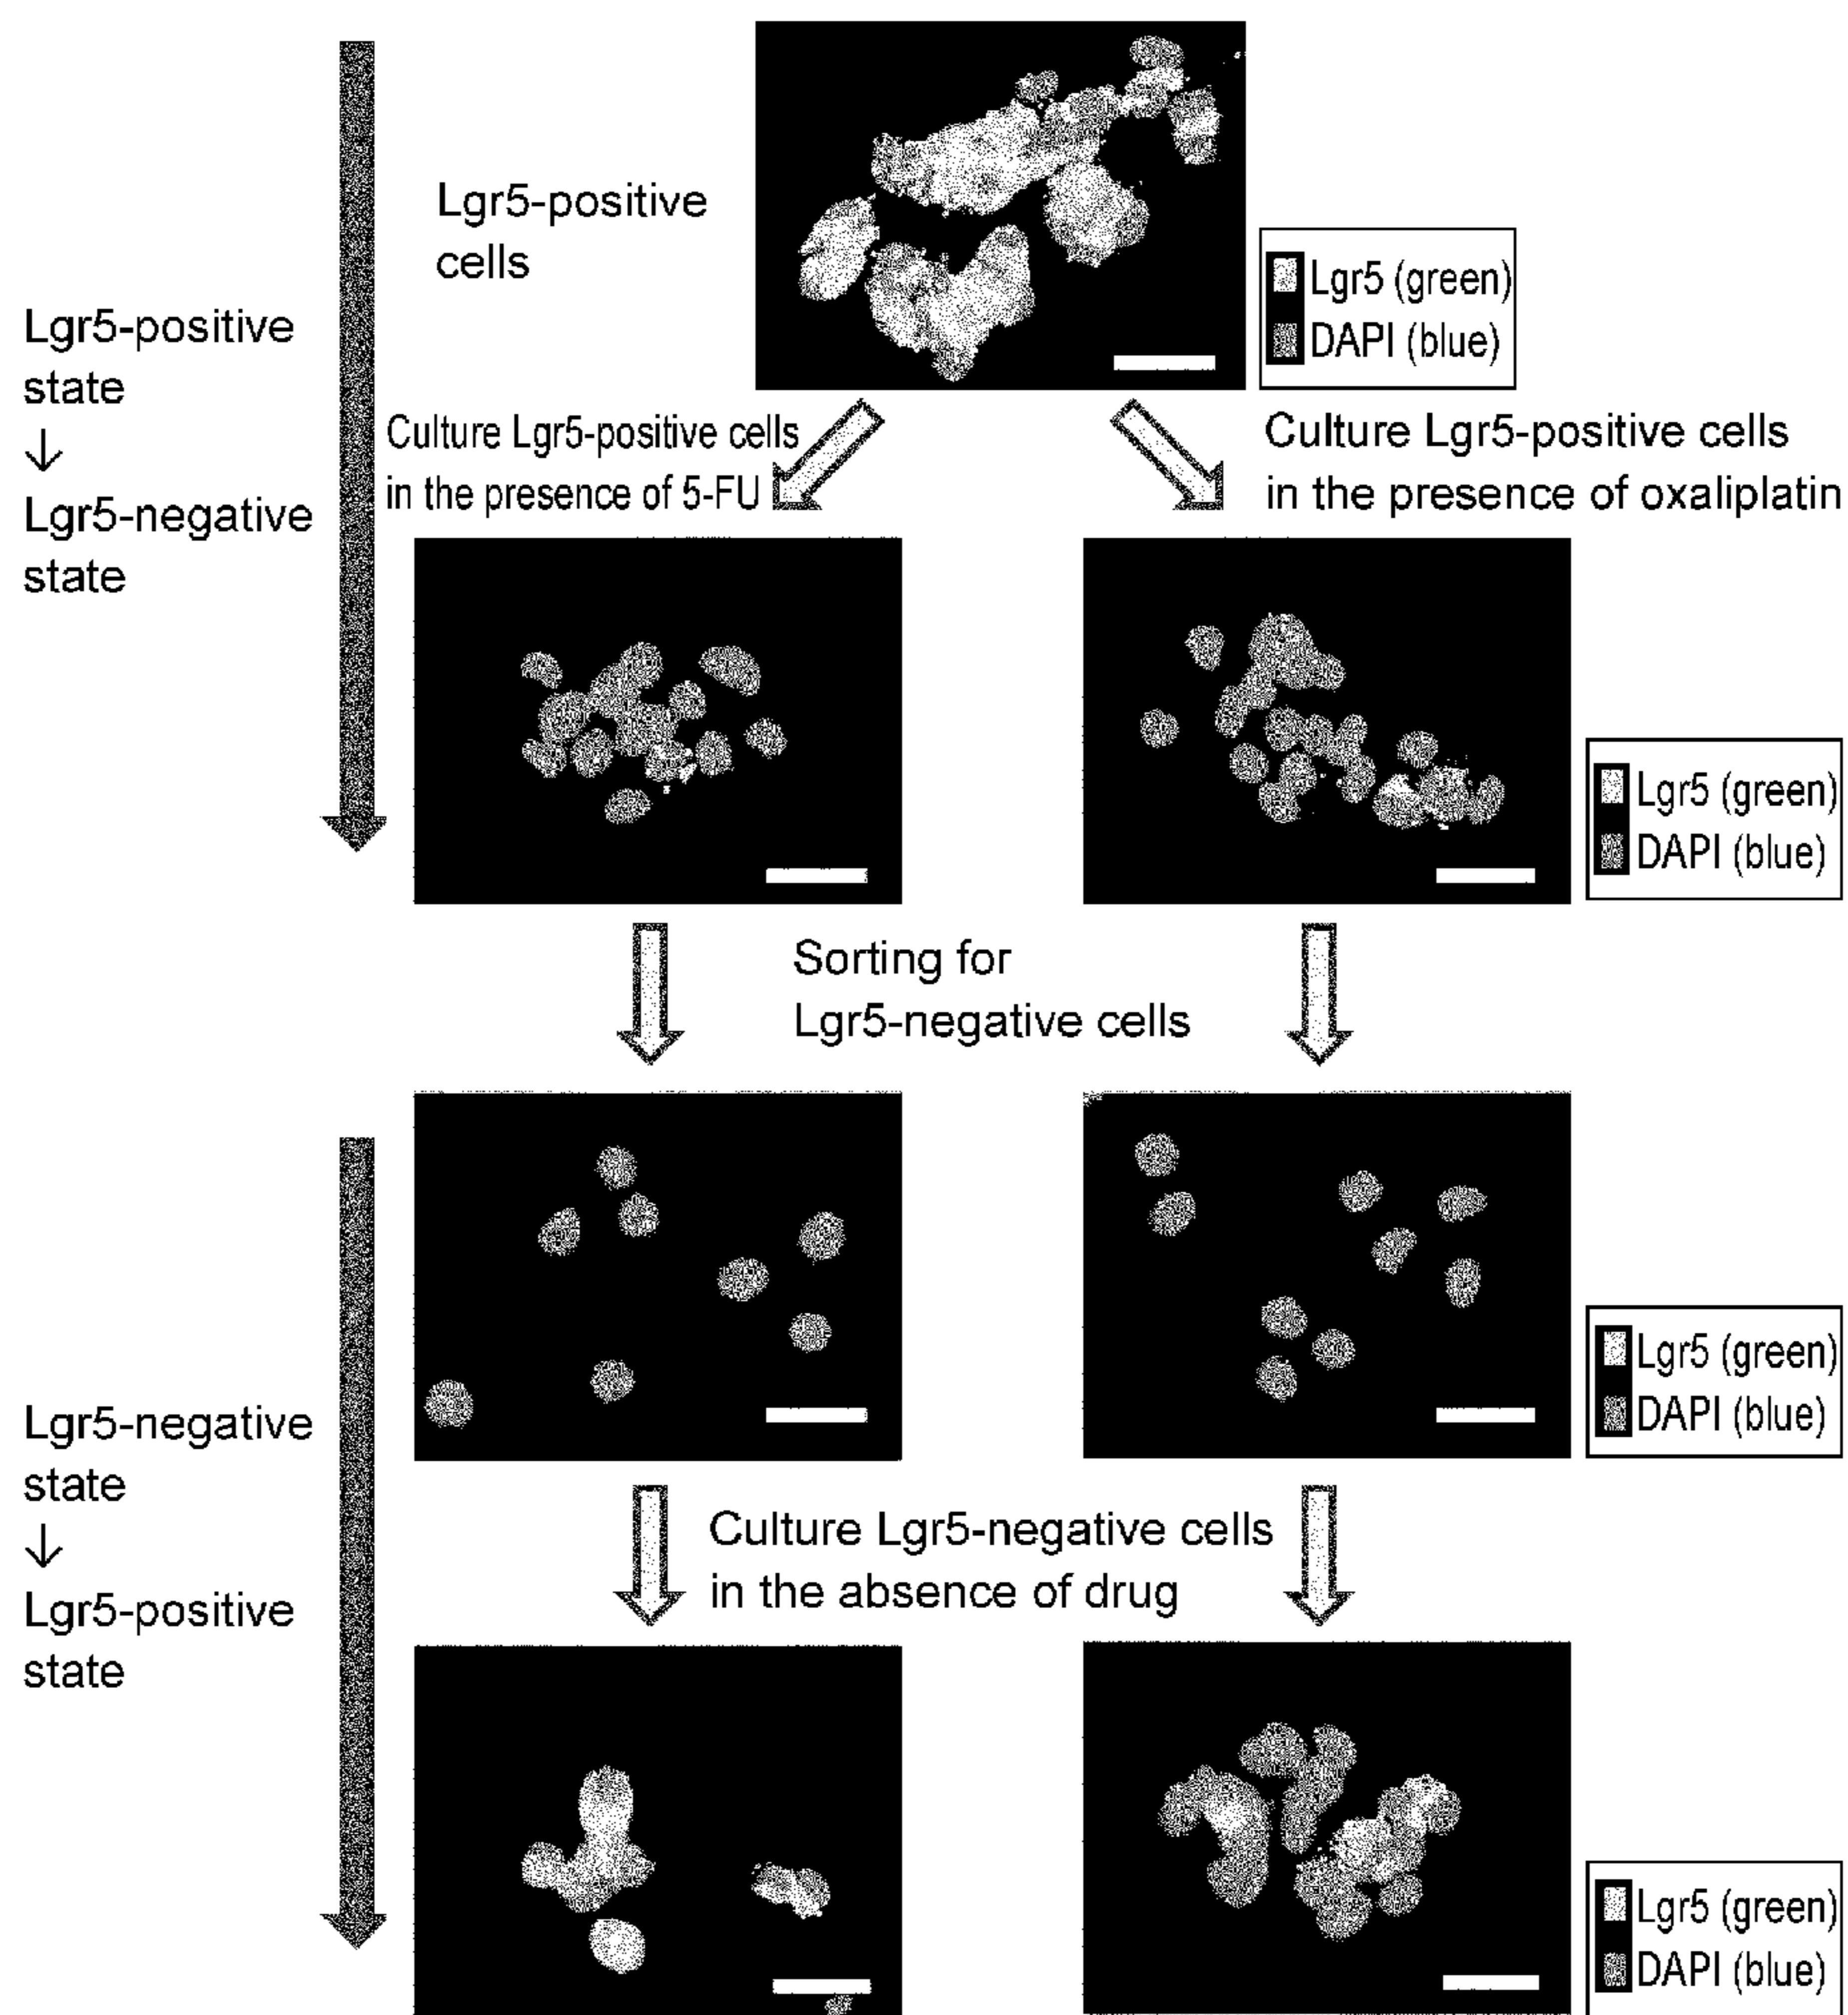 Lgr5-positive
cells
Lgr5 (green)
DAPI (blue)
Lgr5-positive
state
↓
Lgr5-negative
state
Culture Lgr5-positive cells
in the presence of 5-FU
Culture Lgr5-positive cells
in the presence of oxaliplatin
Lgr5 (green)
DAPI (blue)
Sorting for
Lgr5-negative cells
Lgr5 (green)
DAPI (blue)
Lgr5-negative
state
↓
Lgr5-positive
state
Culture Lgr5-negative cells
in the absence of drug
Lgr5 (green)
DAPI (blue)